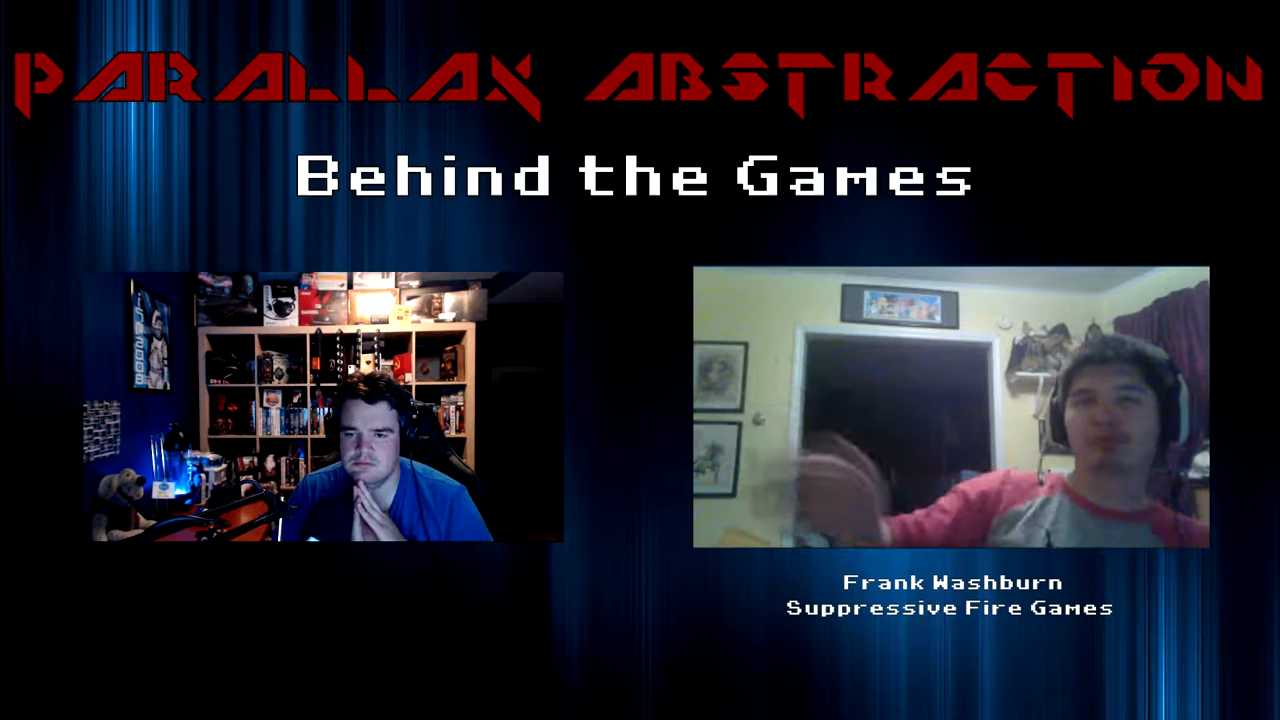 PARALLAX ABSTRACTION
Behind the Games
Frank Washburn
Suppressive Fire Games